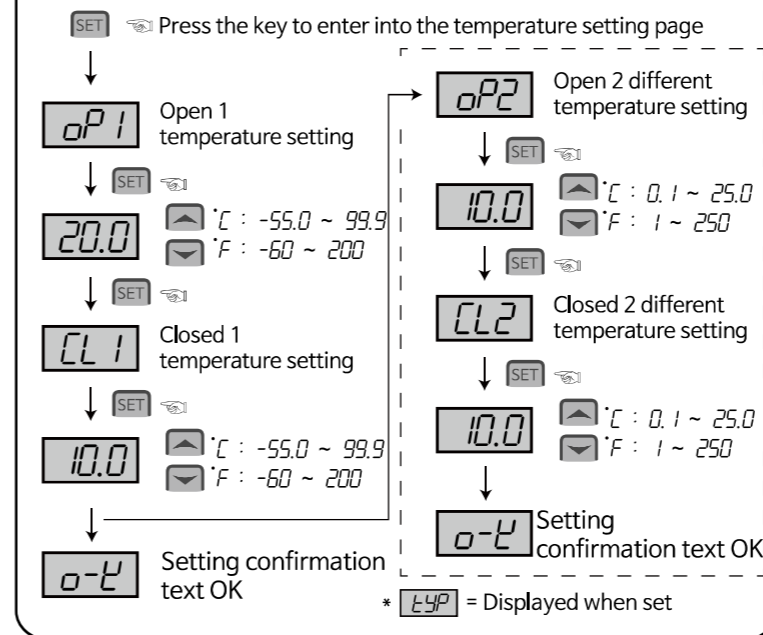 SET Press the key to enter into the temperature setting page
oP1
Open 1
temperature setting
SET
20.0
°C : -55.0 ~ 99.9
°F : -60 ~ 200
SET
CL1
Closed 1
temperature setting
SET
10.0
°C : -55.0 ~ 99.9
°F : -60 ~ 200
o-k
Setting confirmation
text OK
oP2
Open 2 different
temperature setting
SET
10.0
°C : 0.1 ~ 25.0
°F : 1 ~ 250
SET
CL2
Closed 2 different
temperature setting
SET
10.0
°C : 0.1 ~ 25.0
°F : 1 ~ 250
o-k
Setting
confirmation text OK
* tYP = Displayed when set